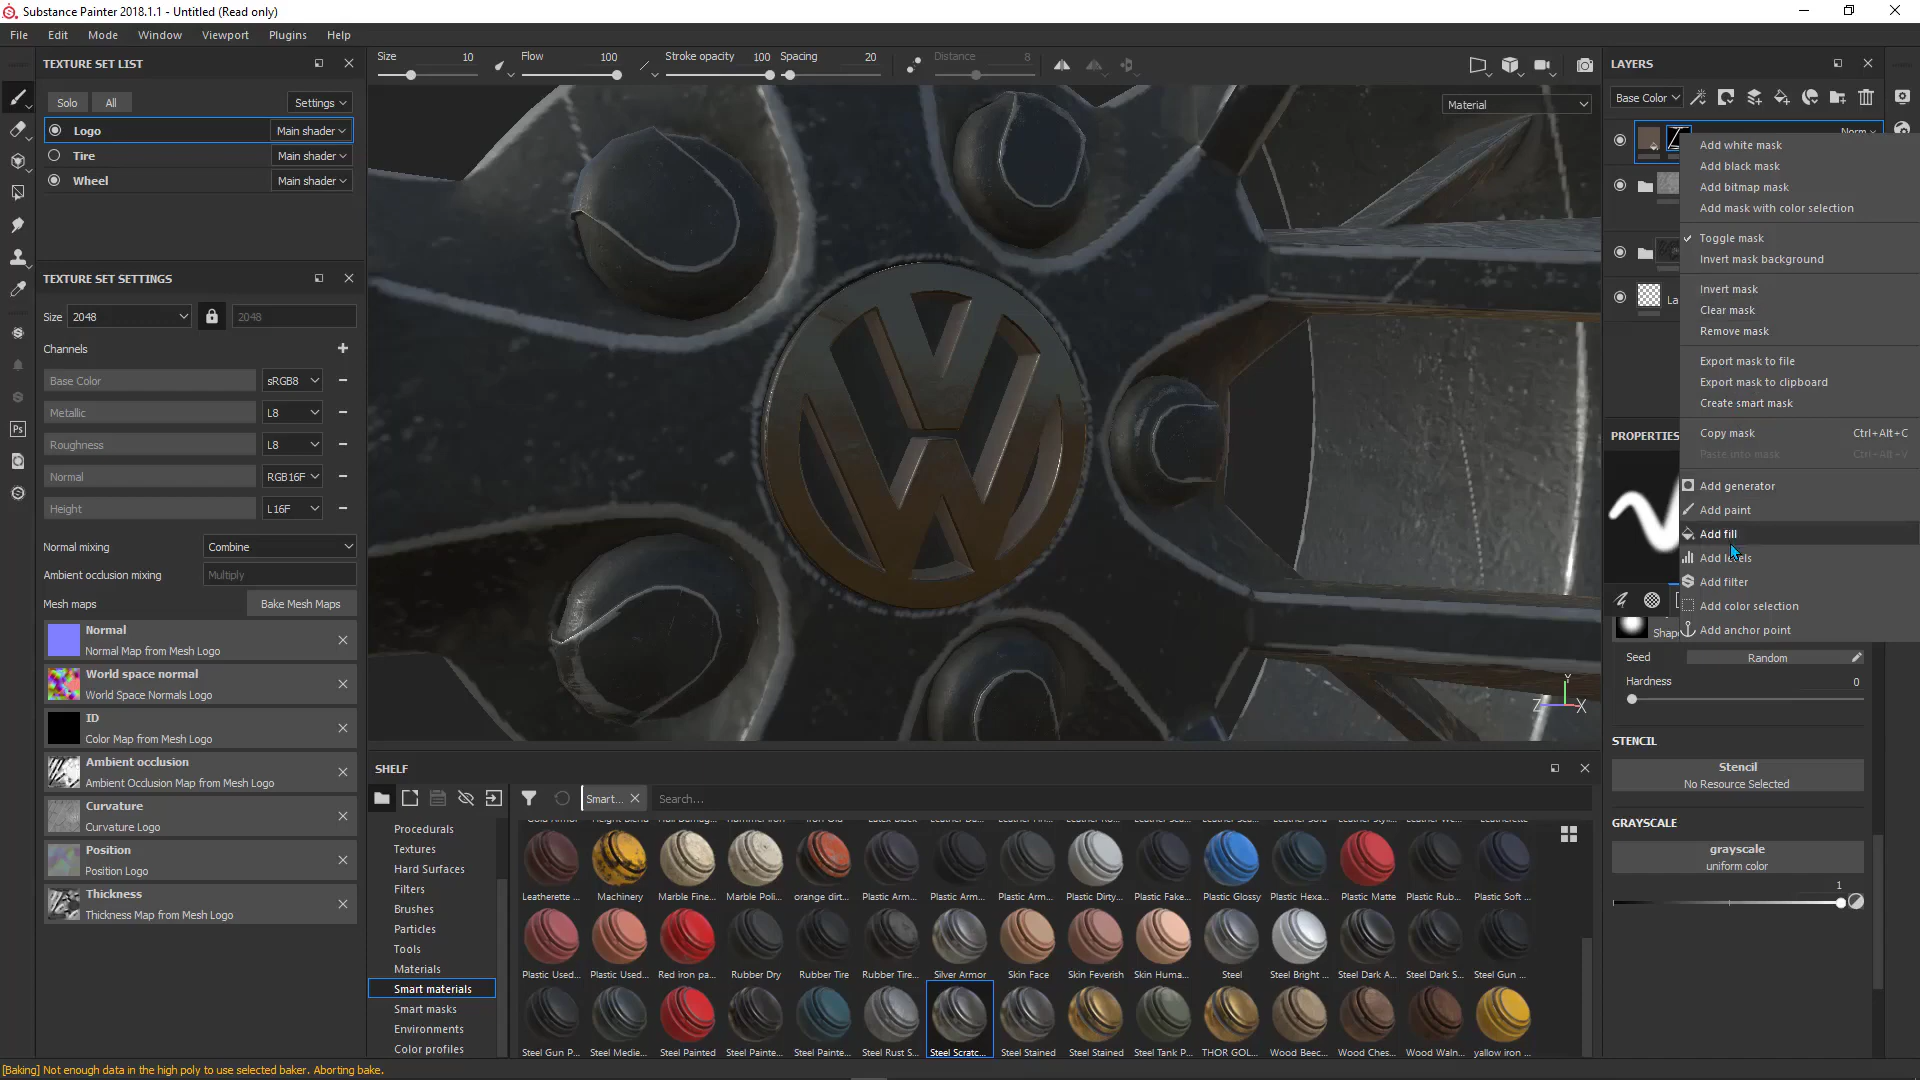 Substance Painter 2018.1.1 - Untitled (Read only)
File Edit Mode Window Viewport Plugins Help
TEXTURE SET LIST
Solo All Settings
Logo Main shader
Tire Main shader
Wheel Main shader
TEXTURE SET SETTINGS
Size 2048 2048
Channels
Base Color sRGB8
Metallic L8
Roughness L8
Normal RGB16F
Height L16F
Normal mixing Combine
Ambient occlusion mixing Multiply
Mesh maps Bake Mesh Maps
Normal
Normal Map from Mesh Logo
World space normal
World Space Normals Logo
ID
Color Map from Mesh Logo
Ambient occlusion
Ambient Occlusion Map from Mesh Logo
Curvature
Curvature Logo
Position
Position Logo
Thickness
Thickness Map from Mesh Logo
Size 10 Flow 100 Stroke opacity 100 Spacing 20 Distance 8
Material
Y
Z X
SHELF
Smart... Search...
Procedurals
Textures
Hard Surfaces
Filters
Brushes
Particles
Tools
Materials
Smart materials
Smart masks
Environments
Color profiles
Leatherette ... Machinery Marble Fine... Marble Poli... orange dirt... Plastic Arm... Plastic Arm... Plastic Arm... Plastic Dirty... Plastic Fake... Plastic Glossy Plastic Hexa... Plastic Matte Plastic Rub... Plastic Soft ...
Plastic Used... Plastic Used... Red iron pa... Rubber Dry Rubber Tire Rubber Tire... Silver Armor Skin Face Skin Feverish Skin Huma... Steel Steel Bright ... Steel Dark A... Steel Dark S... Steel Gun ...
Steel Gun P... Steel Medie... Steel Painted Steel Painte... Steel Painte... Steel Rust S... Steel Scratc... Steel Stained Steel Stained Steel Tank P... THOR GOL... Wood Beec... Wood Ches... Wood Waln... yallow iron ...
LAYERS
Base Color
Norm
La
Add white mask
Add black mask
Add bitmap mask
Add mask with color selection
Toggle mask
Invert mask background
Invert mask
Clear mask
Remove mask
Export mask to file
Export mask to clipboard
Create smart mask
Copy mask Ctrl+Alt+C
Paste into mask Ctrl+Alt+V
Add generator
Add paint
Add fill
Add levels
Add filter
Add color selection
Add anchor point
PROPERTIES
Shap
Seed Random
Hardness 0
STENCIL
Stencil
No Resource Selected
GRAYSCALE
grayscale
uniform color
1
Ps
[Baking] Not enough data in the high poly to use selected baker. Aborting bake.